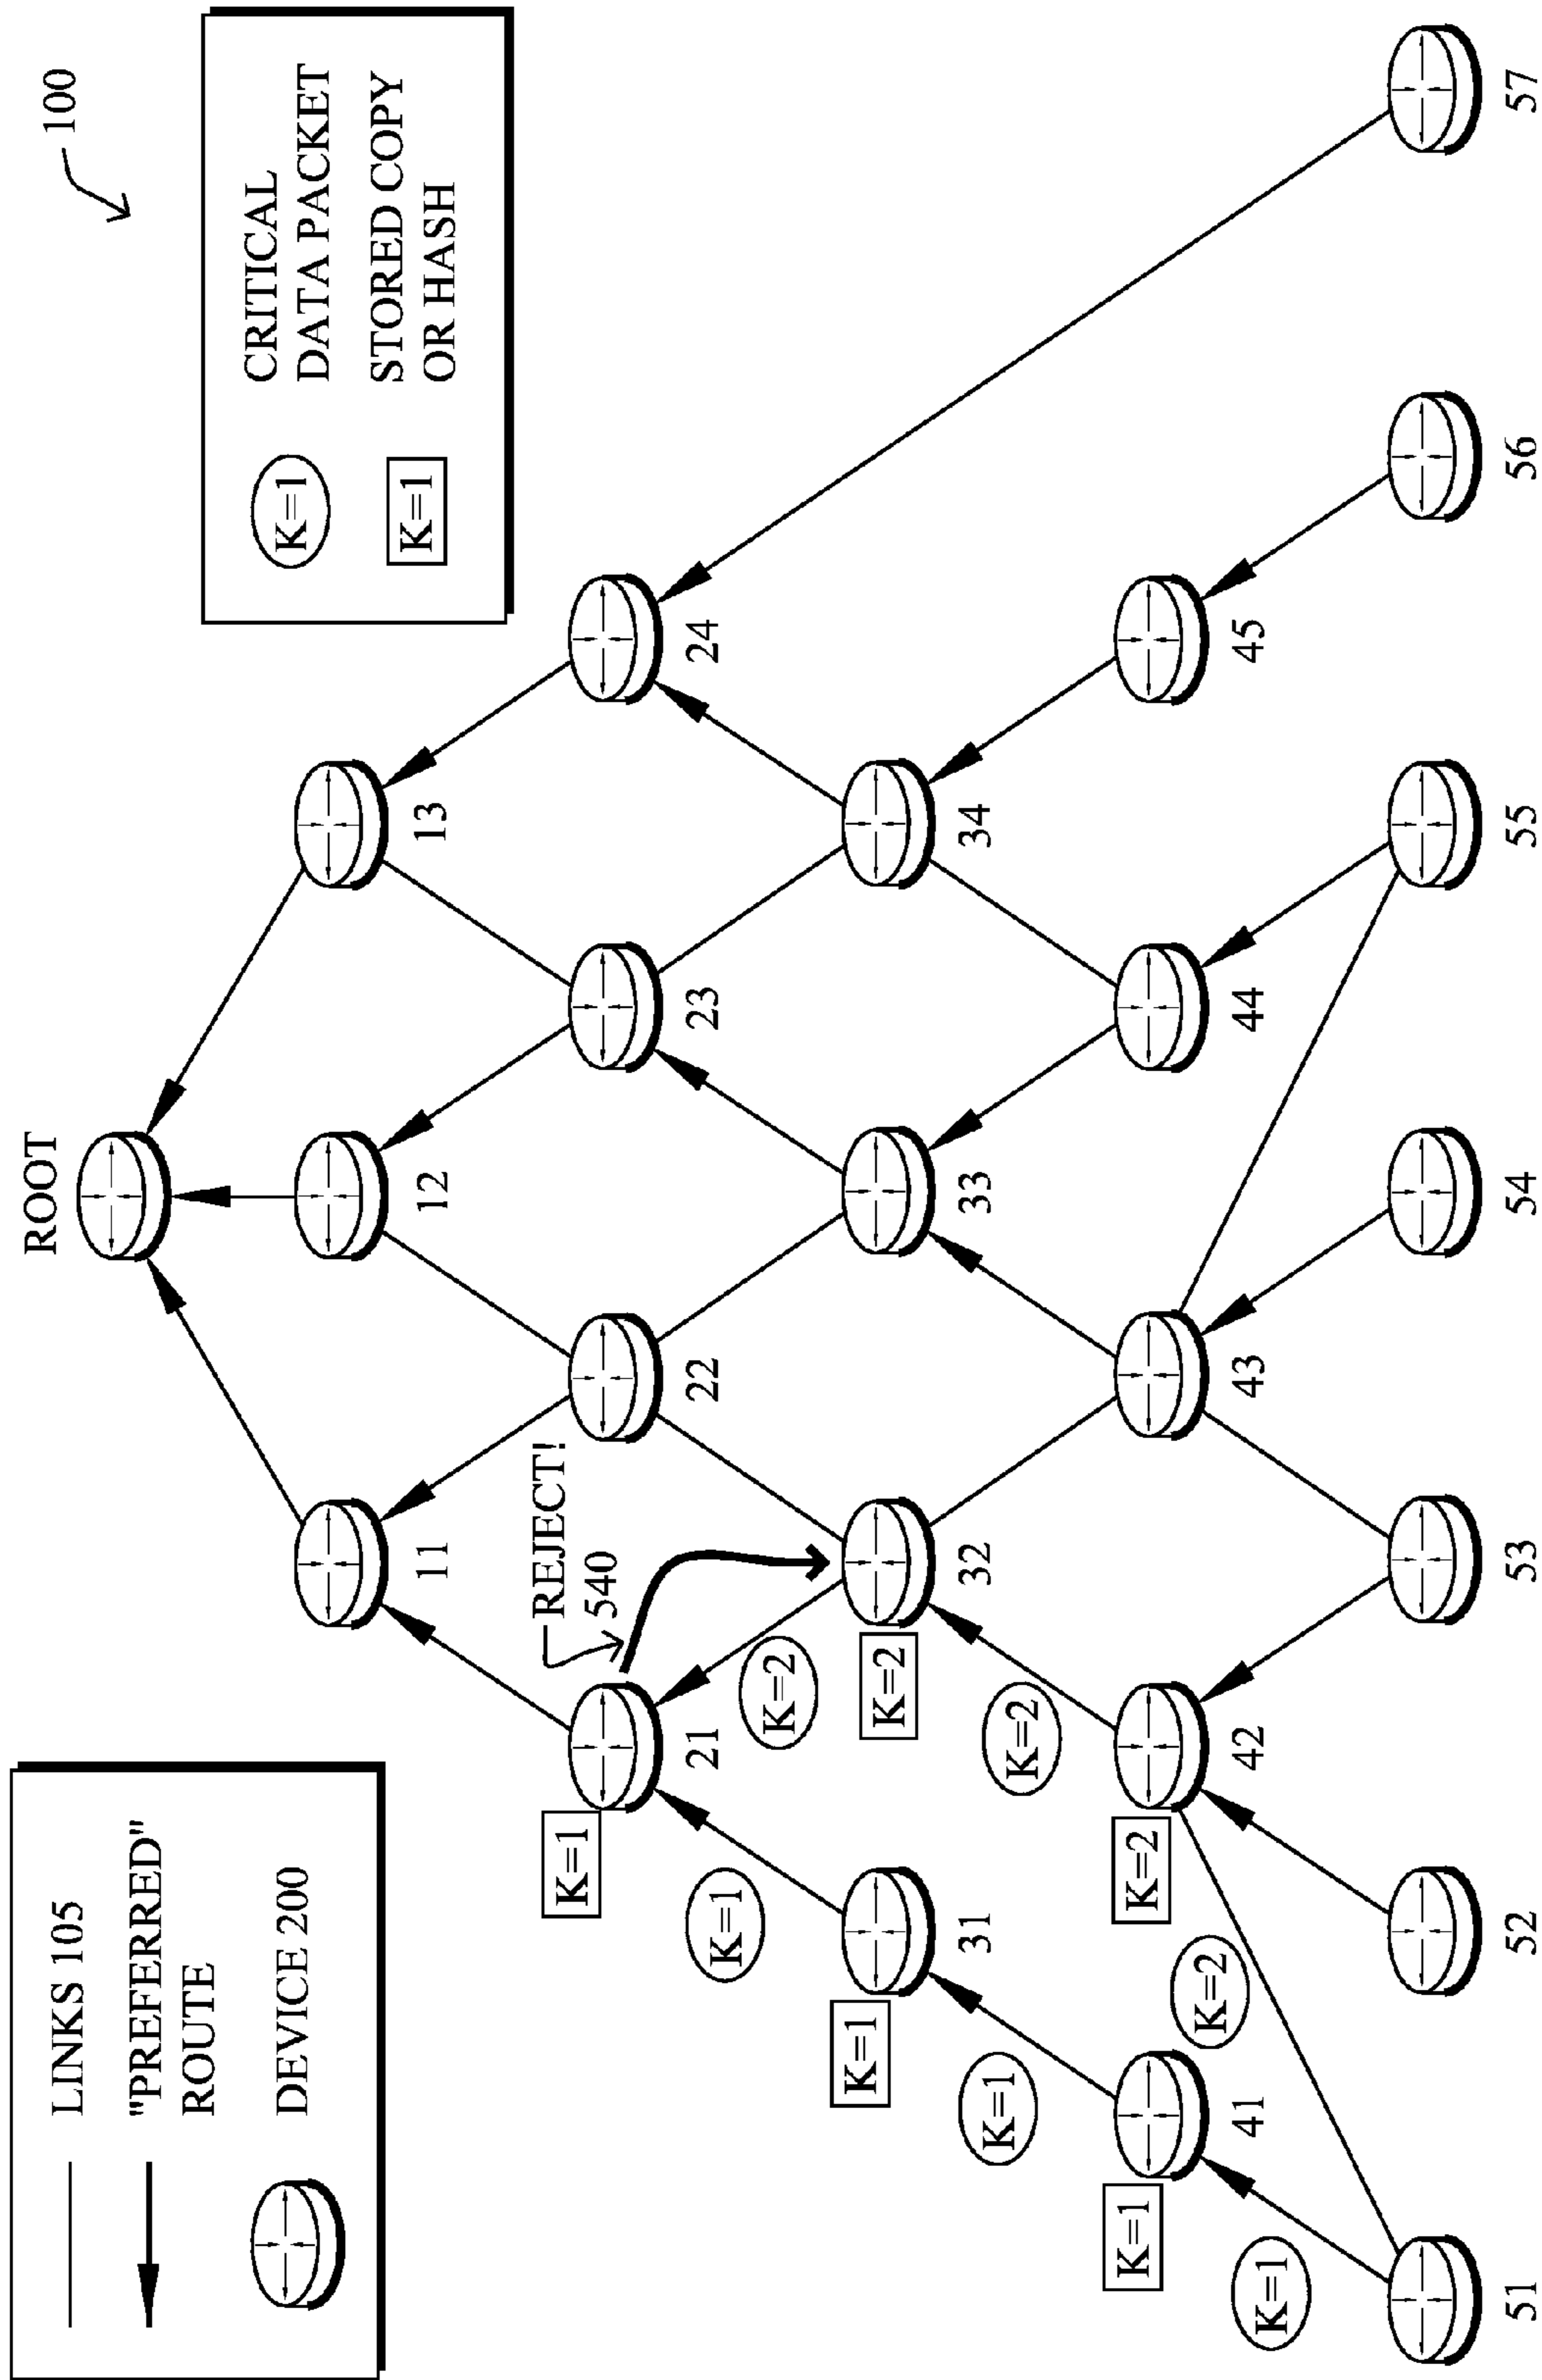 100
LINKS 105
"PREFERRED"
ROUTE
DEVICE 200
CRITICAL
DATA PACKET
STORED COPY
OR HASH
K=1
K=1
ROOT
11
12
13
REJECT!
540
K=1
21
22
23
24
K=1
K=2
K=1
31
K=2
32
33
34
K=1
K=2
K=1
41
K=2
42
43
44
45
K=1
K=2
51
52
53
54
55
56
57